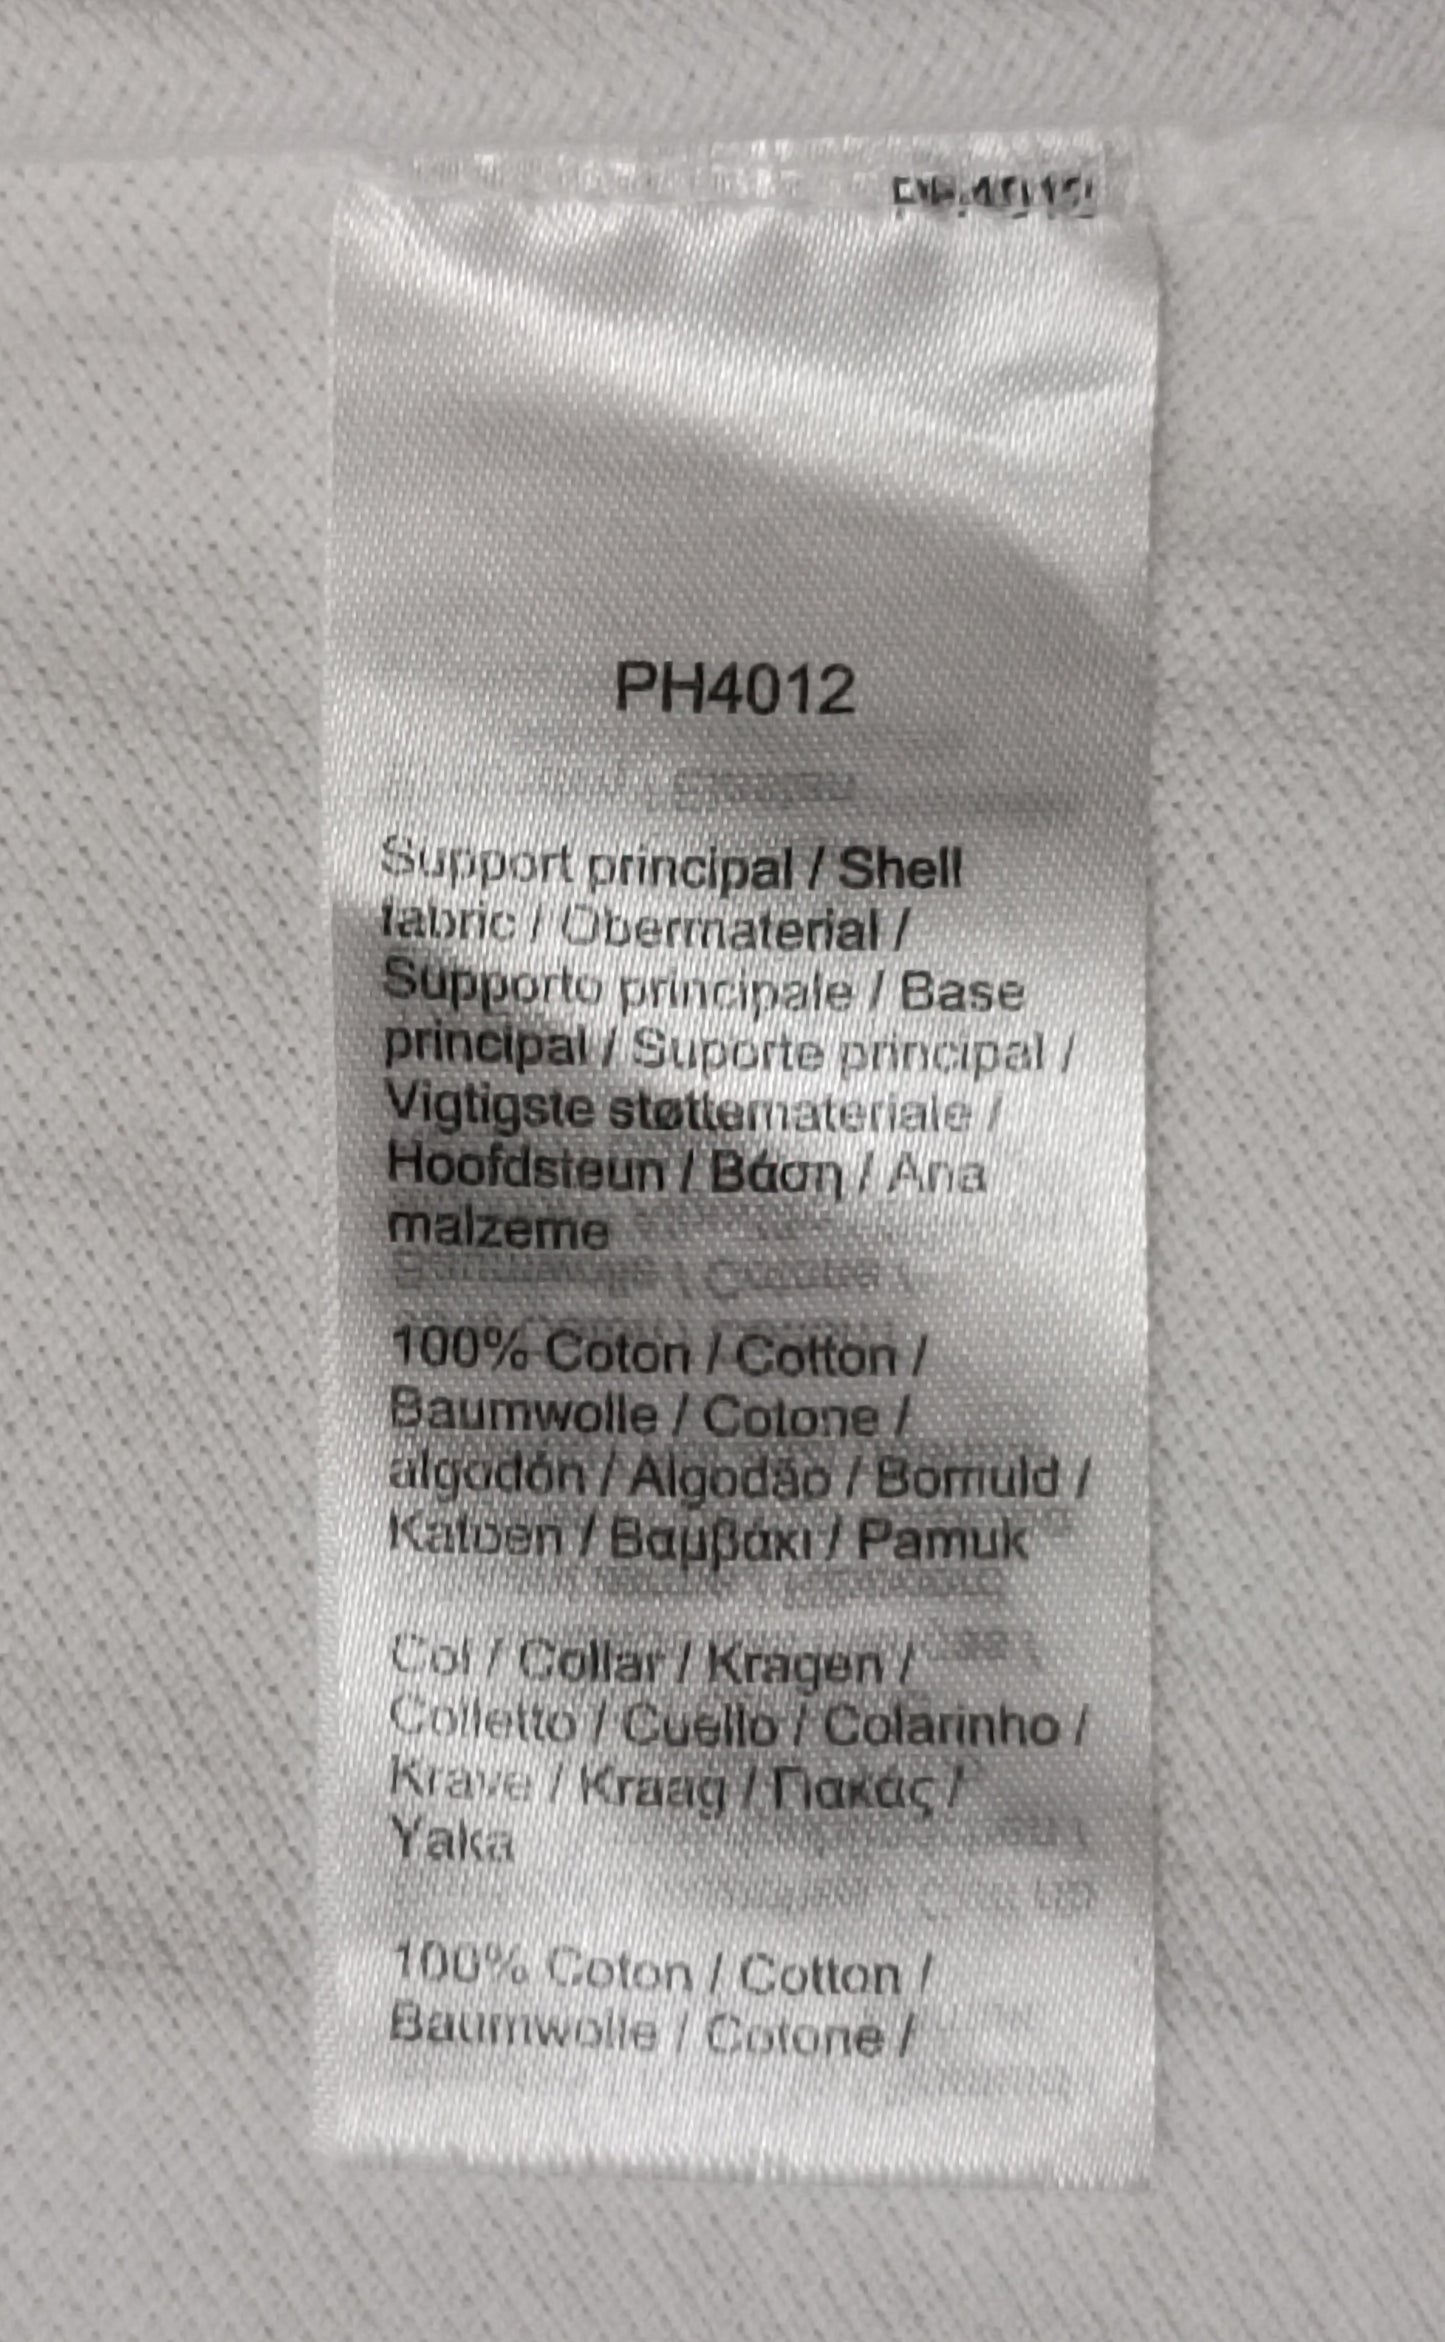 PH4012
PH4012
Support principal / Shell
fabric / Obermaterial /
Supporto principale / Base
principal / Suporte principal /
Vigtigste støttemateriale /
Hoofdsteun / Βάση / Ana
malzeme
100% Coton / Cotton /
Baumwolle / Cotone /
algodón / Algodão / Bomuld /
Katoen / Βαμβάκι / Pamuk
Col / Collar / Kragen /
Colletto / Cuello / Colarinho /
Krave / Kraag / Γιακάς /
Yaka
100% Coton / Cotton /
Baumwolle / Cotone /